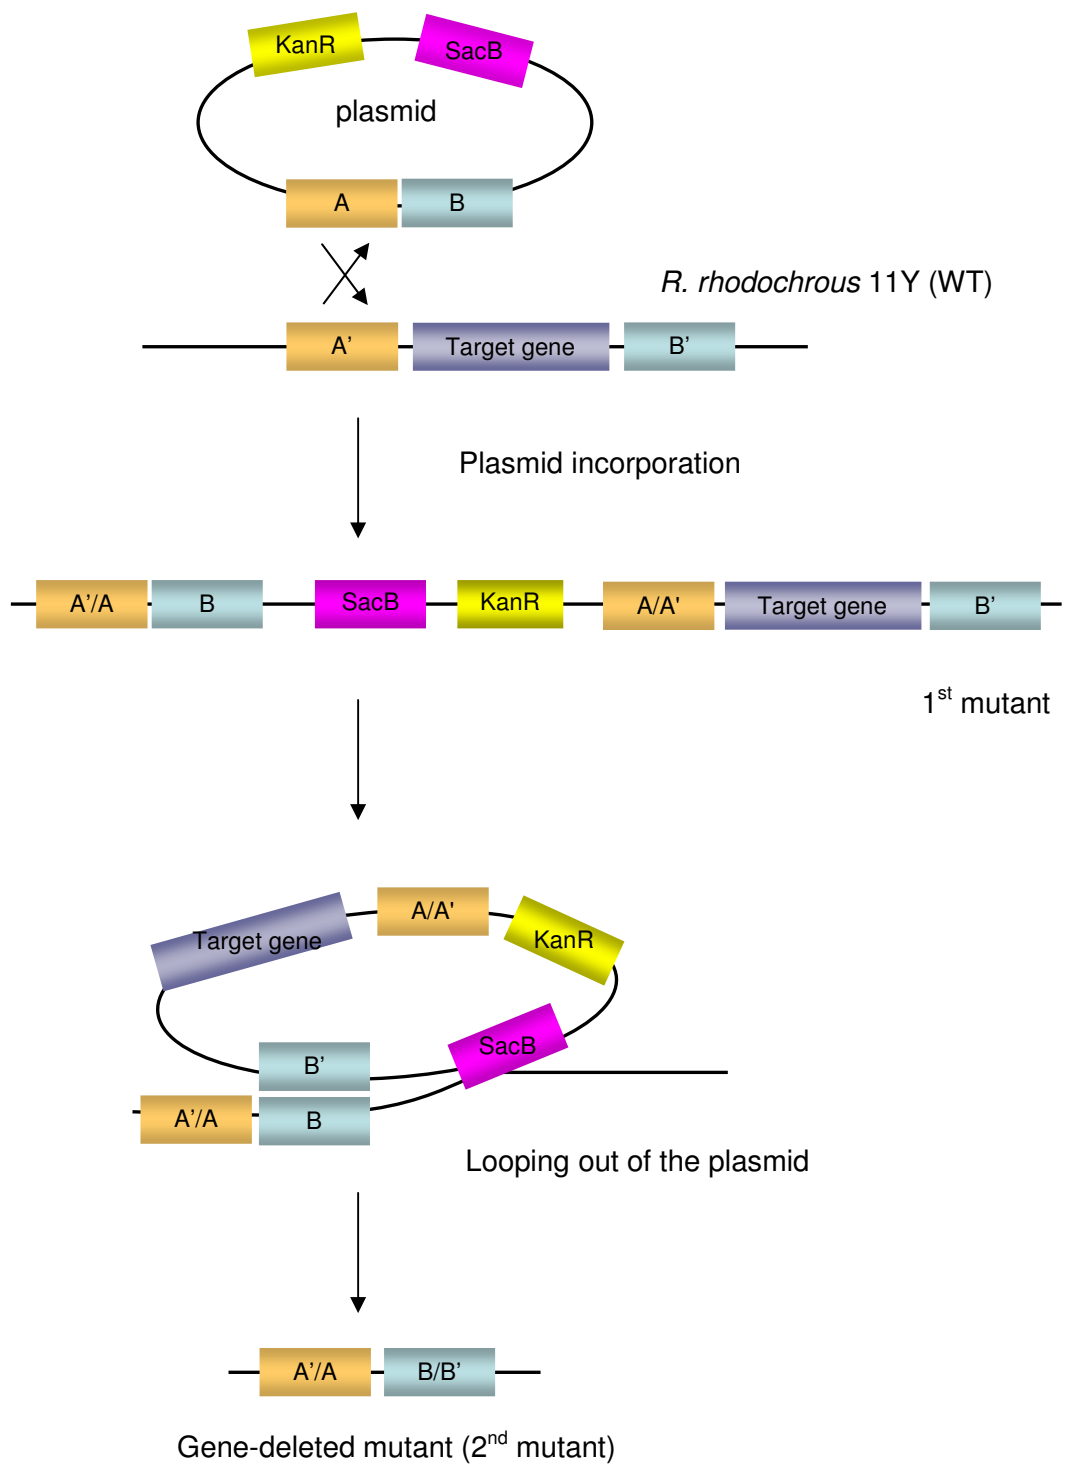 KanR
SacB
plasmid
A
B
R. rhodochrous 11Y (WT)
A’
Target gene
B’
Plasmid incorporation
A’/A
B
SacB
KanR
A/A'
Target gene
B’
1st mutant
A/A'
Target gene
KanR
SacB
B’
A’/A
B
Looping out of the plasmid
A’/A
B/B’
Gene-deleted mutant (2nd mutant)